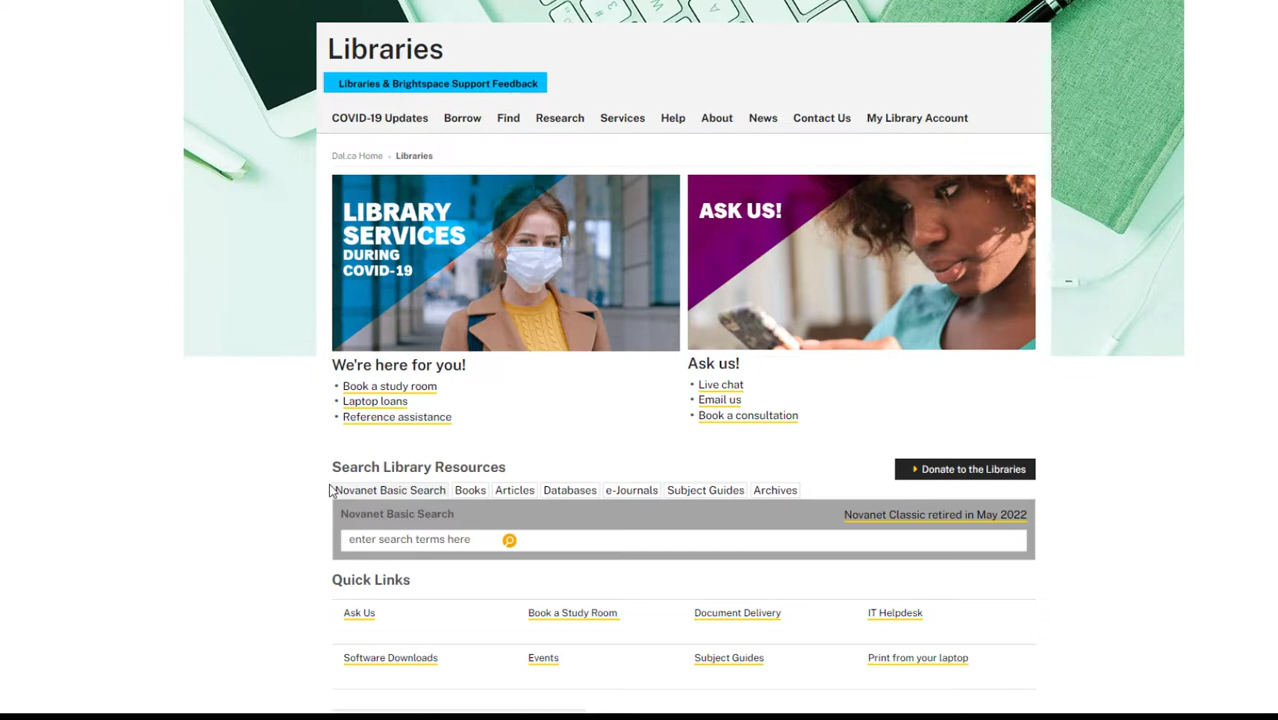 Libraries
Libraries & Brightspace Support Feedback
COVID-19 Updates Borrow Find Research Services Help About News Contact Us My Library Account
Dal.ca Home » Libraries
LIBRARY
SERVICES
DURING
COVID-19
ASK US!
We're here for you!
• Book a study room
• Laptop loans
• Reference assistance
Ask us!
• Live chat
• Email us
• Book a consultation
Search Library Resources
Donate to the Libraries
Novanet Basic Search Books Articles Databases e-Journals Subject Guides Archives
Novanet Basic Search
Novanet Classic retired in May 2022
enter search terms here
Quick Links
Ask Us Book a Study Room Document Delivery IT Helpdesk
Software Downloads Events Subject Guides Print from your laptop